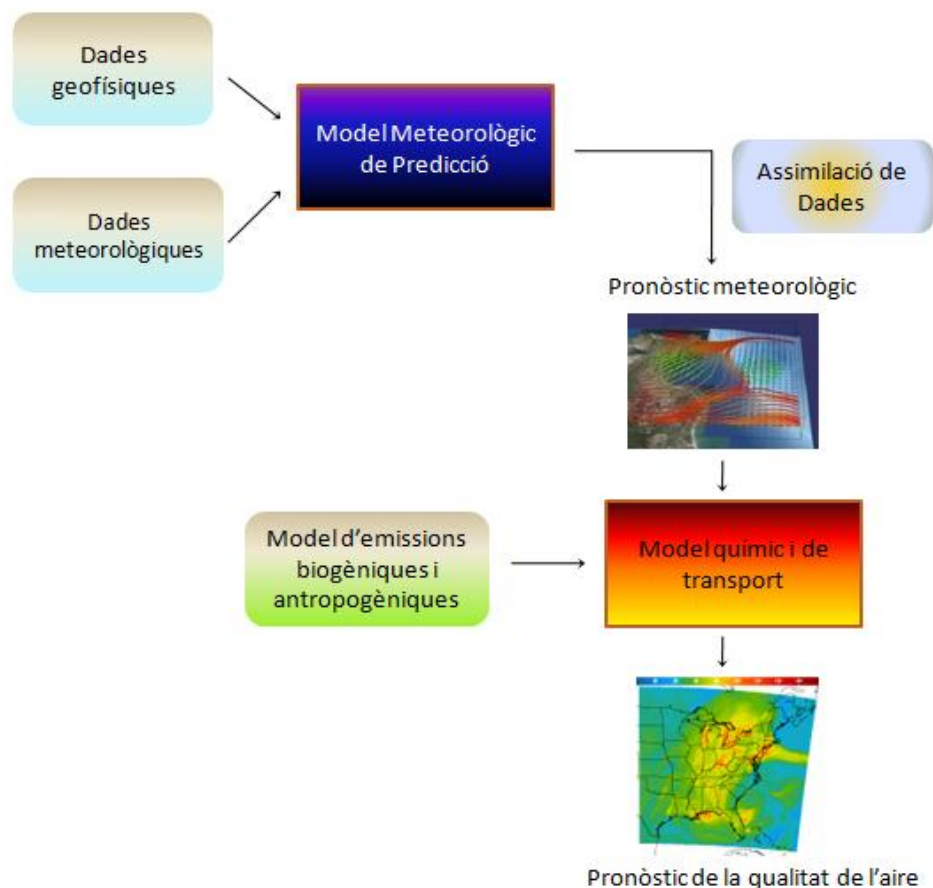 Dades
geofísiques
Model Meteorològic
de Predicció
Assimilació de
Dades
Dades
meteorològiques
Pronòstic meteorològic
Model d'emissions
biogèniques i
antropogèniques
Model químic i de
transport
Pronòstic de la qualitat de l'aire